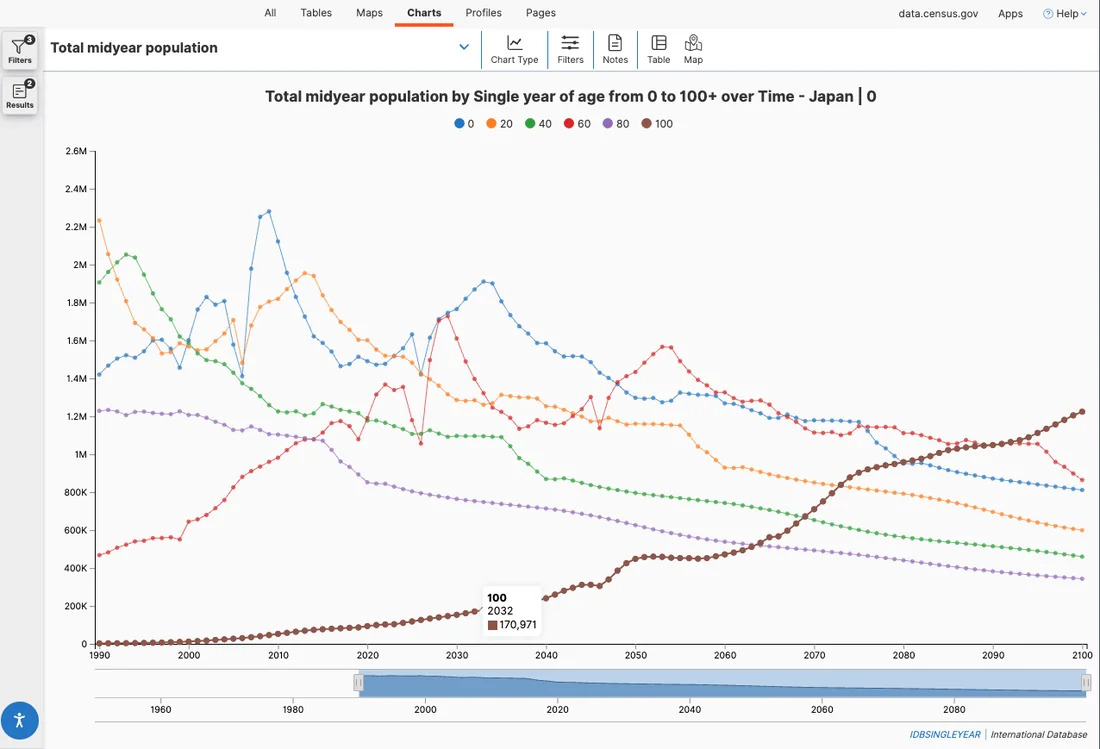 All Tables Maps Charts Profiles Pages data.census.gov Apps Help
3
Filters
Total midyear population
Chart Type Filters Notes Table Map
2
Results
Total midyear population by Single year of age from 0 to 100+ over Time - Japan | 0
0 20 40 60 80 100
2.6M
2.4M
2.2M
2M
1.8M
1.6M
1.4M
1.2M
1M
800K
600K
400K
200K
0
100
2032
170,971
1990 2000 2010 2020 2030 2040 2050 2060 2070 2080 2090 2100
1960 1980 2000 2020 2040 2060 2080
IDBSINGLEYEAR | International Database